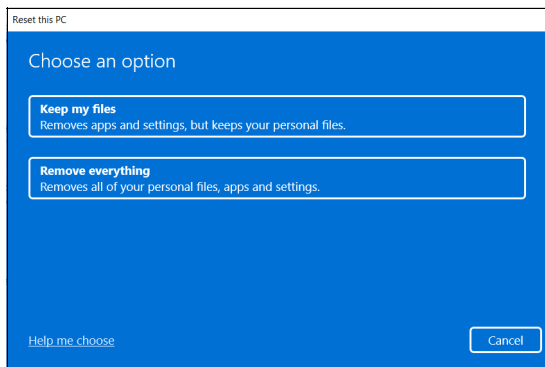 Reset this PC
Choose an option
Keep my files
Removes apps and settings, but keeps your personal files.
Remove everything
Removes all of your personal files, apps and settings.
Help me choose
Cancel